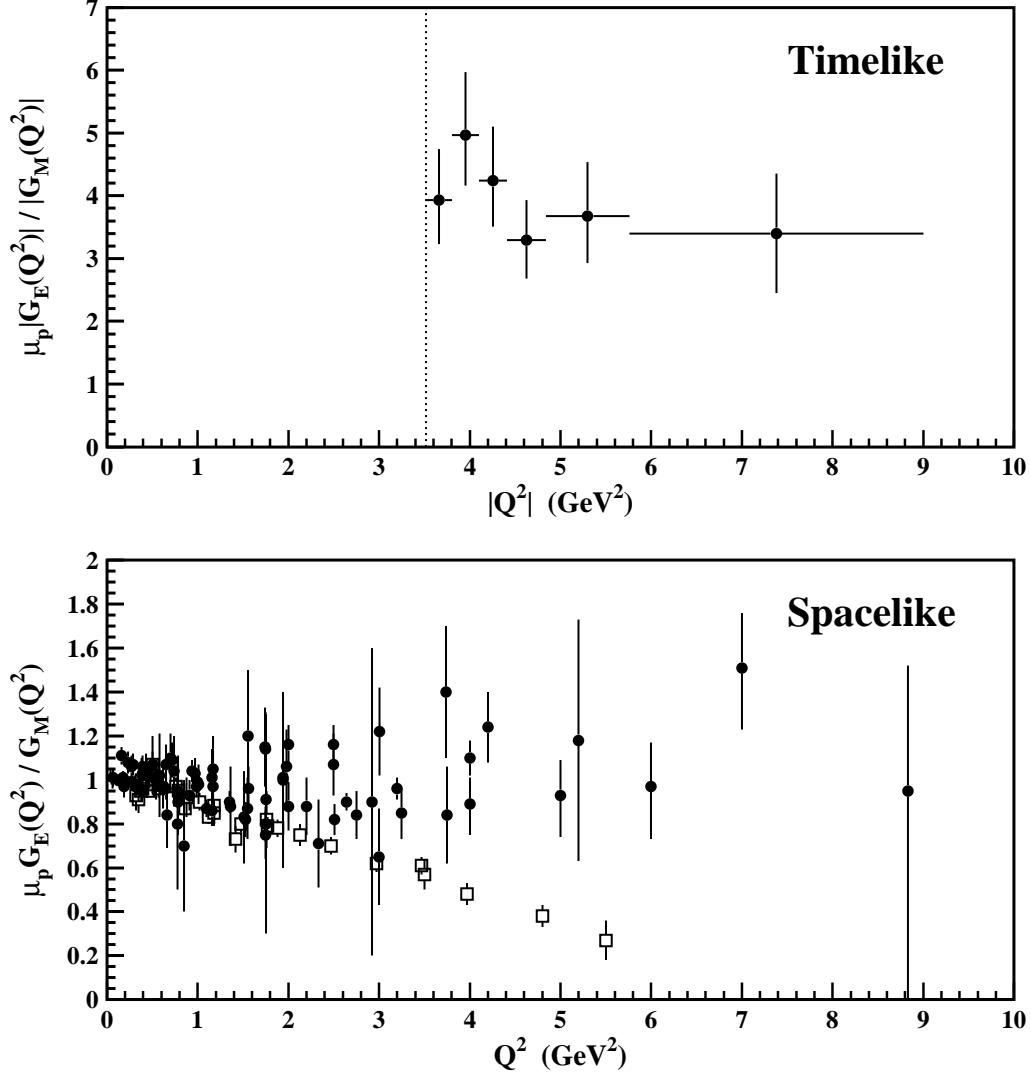 Timelike
μp|GE(Q²)| / |GM(Q²)|
7
6
5
4
3
2
1
0
0 1 2 3 4 5 6 7 8 9 10
|Q²| (GeV²)
Spacelike
μpGE(Q²) / GM(Q²)
2
1.8
1.6
1.4
1.2
1
0.8
0.6
0.4
0.2
0
0 1 2 3 4 5 6 7 8 9 10
Q² (GeV²)